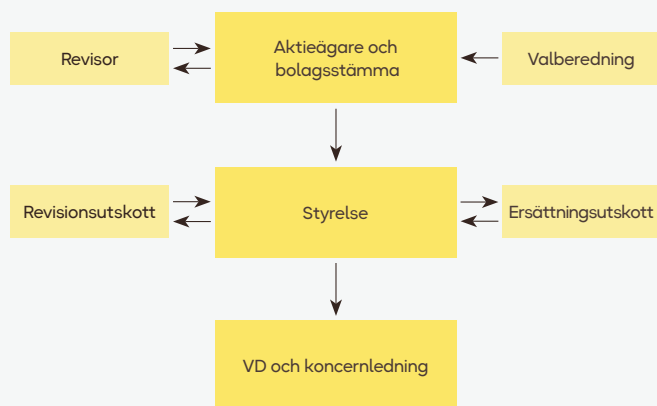 Revisor
Aktieägare och
bolagsstämma
Valberedning
Revisionsutskott
Styrelse
Ersättningsutskott
VD och koncernledning